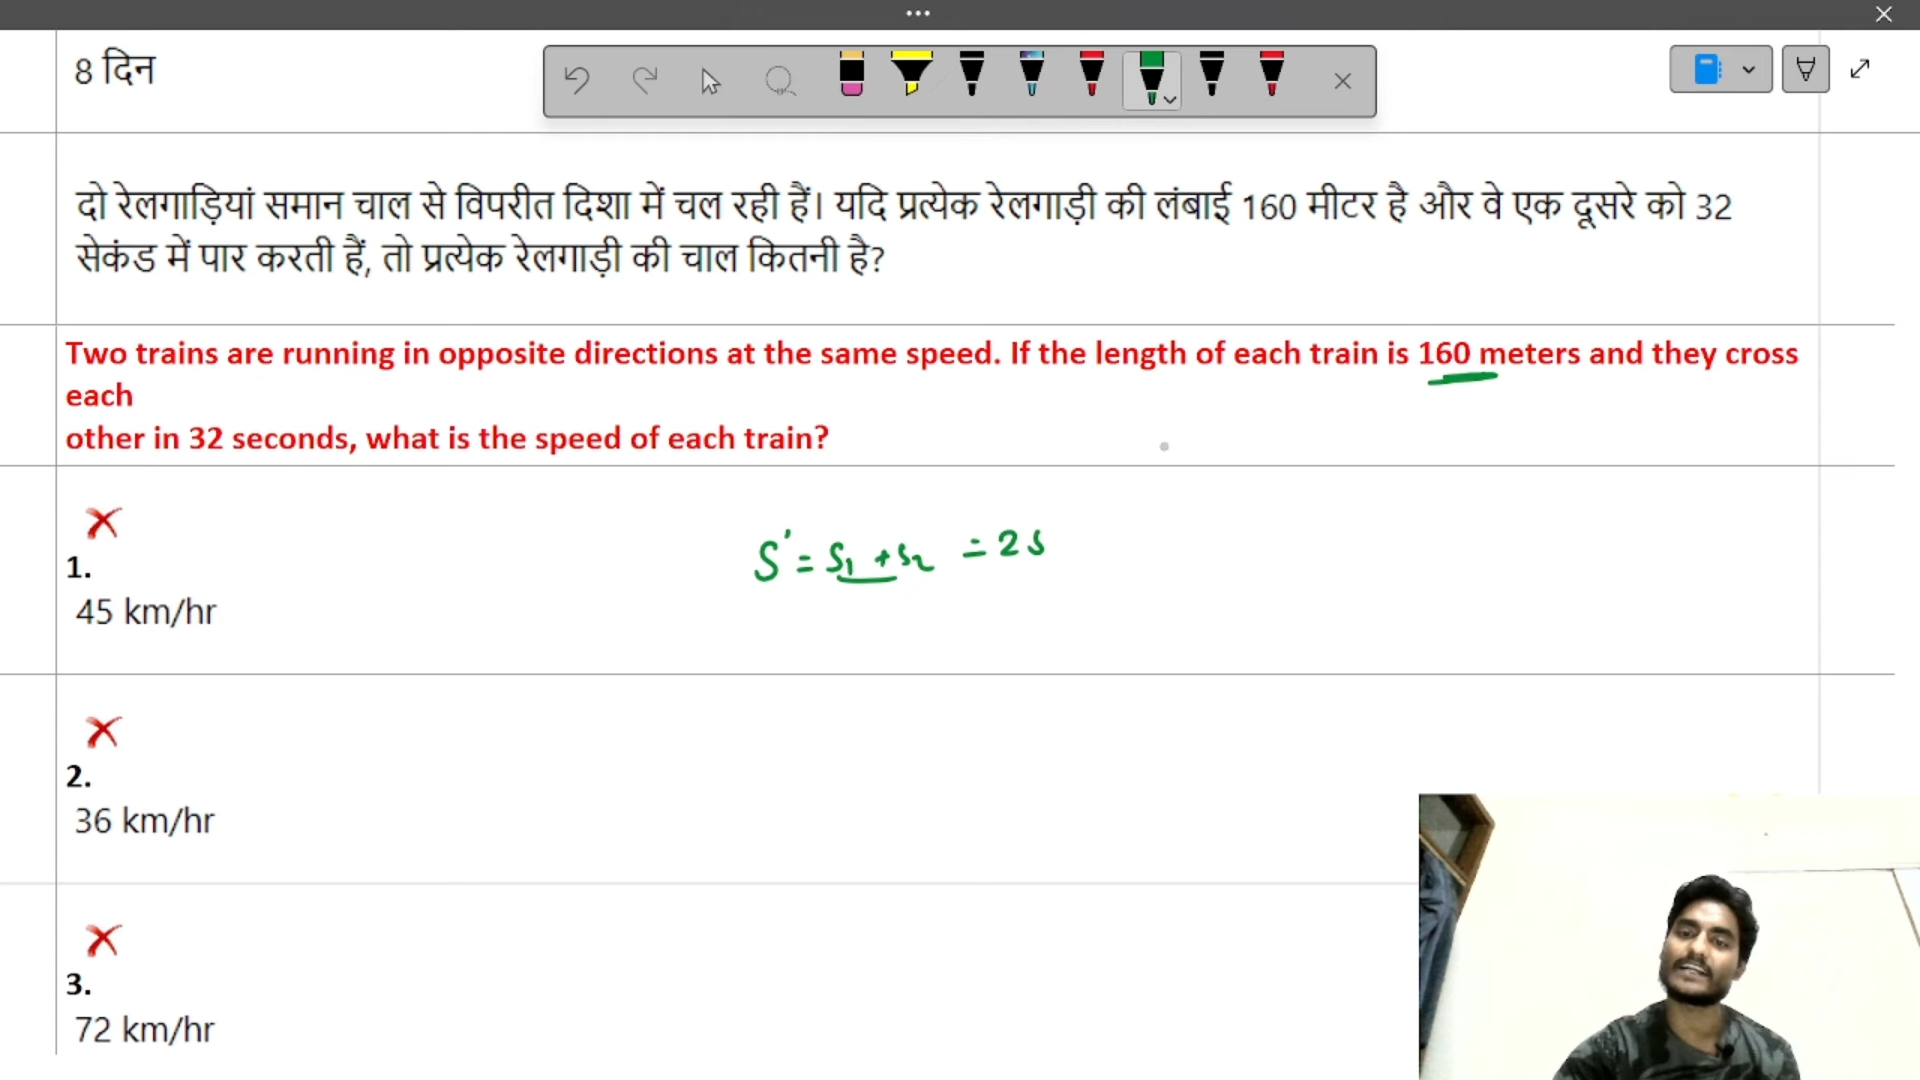 8 दिन
दो रेलगाड़ियां समान चाल से विपरीत दिशा में चल रही हैं। यदि प्रत्येक रेलगाड़ी की लंबाई 160 मीटर है और वे एक दूसरे को 32
सेकंड में पार करती हैं, तो प्रत्येक रेलगाड़ी की चाल कितनी है?
Two trains are running in opposite directions at the same speed. If the length of each train is 160 meters and they cross
each
other in 32 seconds, what is the speed of each train?
S' = S1 + S2 = 2S
1.
45 km/hr
2.
36 km/hr
3.
72 km/hr